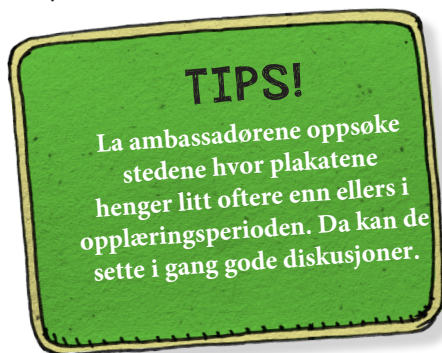 TIPS!
La ambassadørene oppsøke
stedene hvor plakatene
henger litt oftere enn ellers i
opplæringsperioden. Da kan de
sette i gang gode diskusjoner.